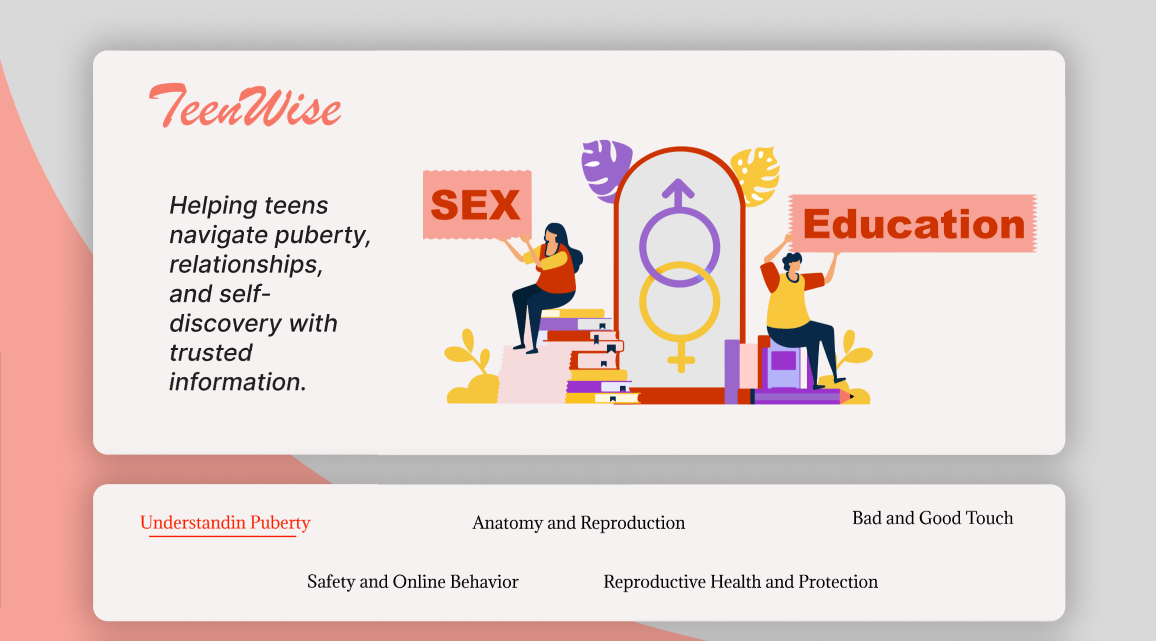 TeenWise
SEX
Education
Helping teens
navigate puberty,
relationships,
and self-
discovery with
trusted
information.
Understandin Puberty
Anatomy and Reproduction
Bad and Good Touch
Safety and Online Behavior
Reproductive Health and Protection